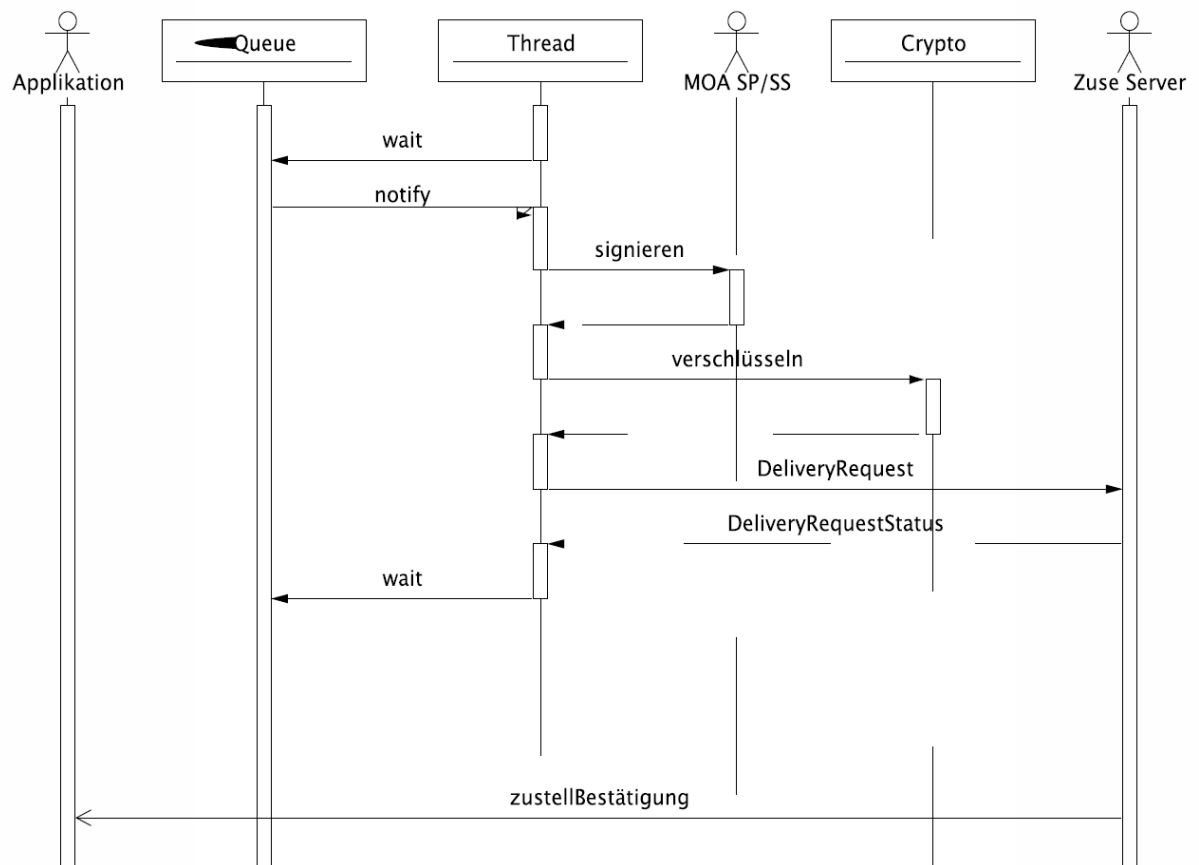 Applikation
Queue
Thread
MOA SP/SS
Crypto
Zuse Server
wait
notify
signieren
verschlüsseln
DeliveryRequest
DeliveryRequestStatus
wait
zustellBestätigung